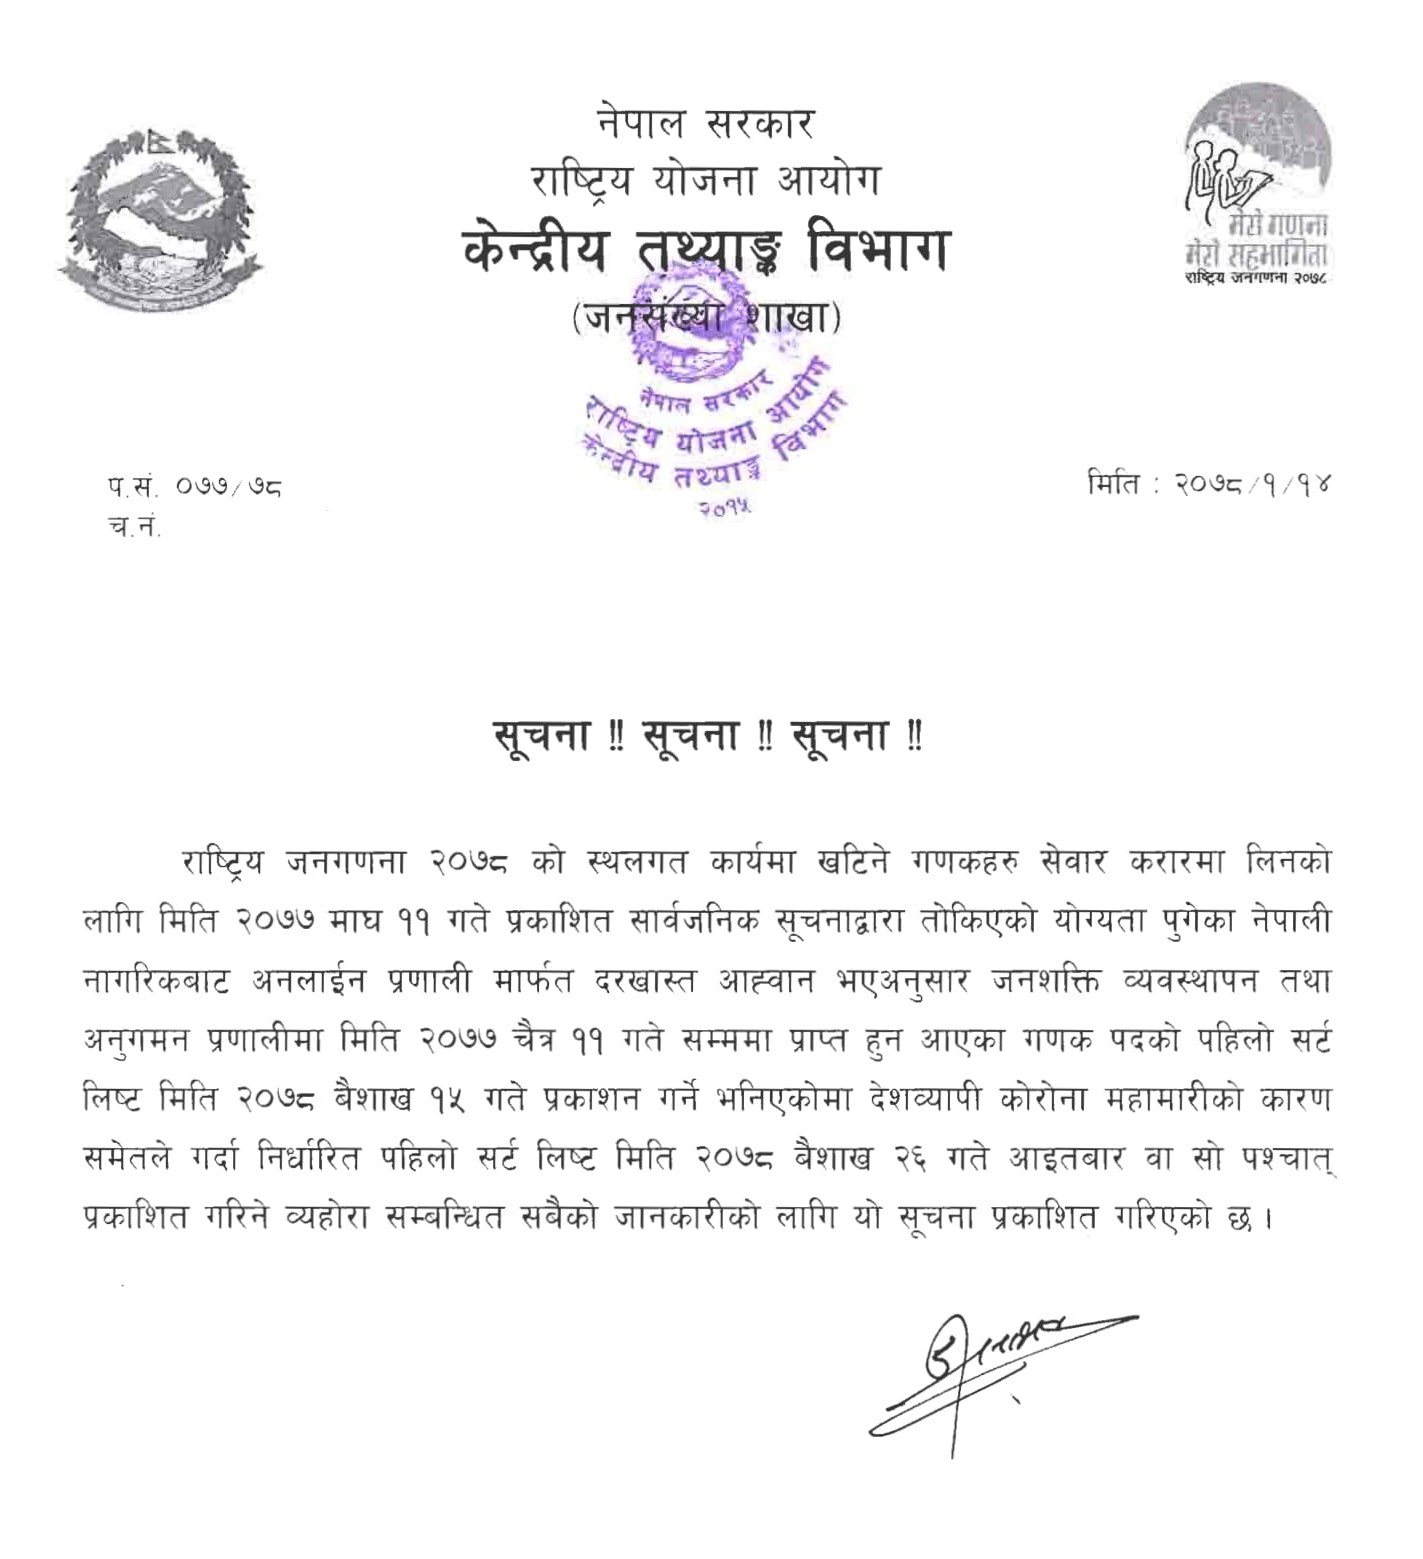 नेपाल सरकार
राष्ट्रिय योजना आयोग
केन्द्रीय तथ्याङ्क विभाग
(जनसंख्या शाखा)
मेरो गणना
मेरो सहभागिता
राष्ट्रिय जनगणना २०७८
नेपाल सरकार
राष्ट्रिय योजना आयोग
केन्द्रीय तथ्याङ्क विभाग
२०१५
प.सं. ०७७/७८
मिति : २०७८/१/१४
च.नं.
सूचना !! सूचना !! सूचना !!
राष्ट्रिय जनगणना २०७८ को स्थलगत कार्यमा खटिने गणकहरु सेवार करारमा लिनको
लागि मिति २०७७ माघ ११ गते प्रकाशित सार्वजनिक सूचनाद्वारा तोकिएको योग्यता पुगेका नेपाली
नागरिकबाट अनलाईन प्रणाली मार्फत दरखास्त आह्वान भएअनुसार जनशक्ति व्यवस्थापन तथा
अनुगमन प्रणालीमा मिति २०७७ चैत्र ११ गते सम्ममा प्राप्त हुन आएका गणक पदको पहिलो सर्ट
लिष्ट मिति २०७८ बैशाख १५ गते प्रकाशन गर्ने भनिएकोमा देशव्यापी कोरोना महामारीको कारण
समेतले गर्दा निर्धारित पहिलो सर्ट लिष्ट मिति २०७८ बैशाख २६ गते आइतबार वा सो पश्चात्
प्रकाशित गरिने व्यहोरा सम्बन्धित सबैको जानकारीको लागि यो सूचना प्रकाशित गरिएको छ ।